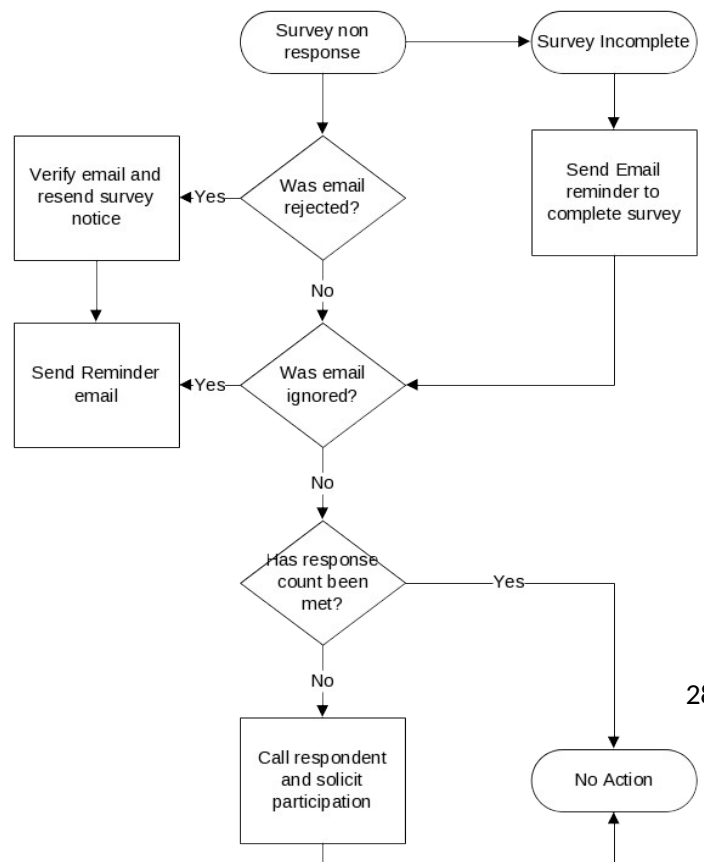 Survey non
response
Survey Incomplete
Verify email and
resend survey
notice
Yes
Was email
rejected?
Send Email
reminder to
complete survey
No
Send Reminder
email
Yes
Was email
ignored?
No
Has response
count been
met?
Yes
No
28
Call respondent
and solicit
participation
No Action